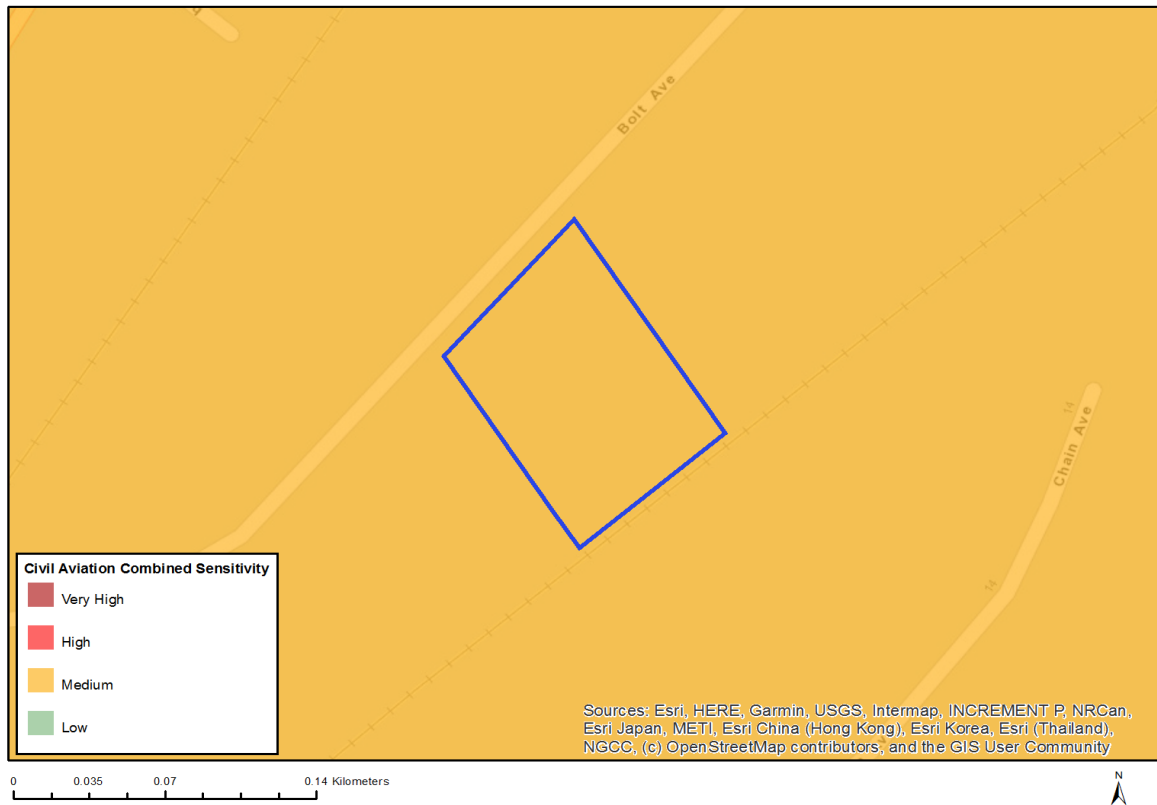 Bolt Ave
14
Chain Ave
14
Civil Aviation Combined Sensitivity
Very High
High
Medium
Low
Sources: Esri, HERE, Garmin, USGS, Intermap, INCREMENT P, NRCan,
Esri Japan, METI, Esri China (Hong Kong), Esri Korea, Esri (Thailand),
NGCC, (c) OpenStreetMap contributors, and the GIS User Community
0 0.035 0.07 0.14 Kilometers
N